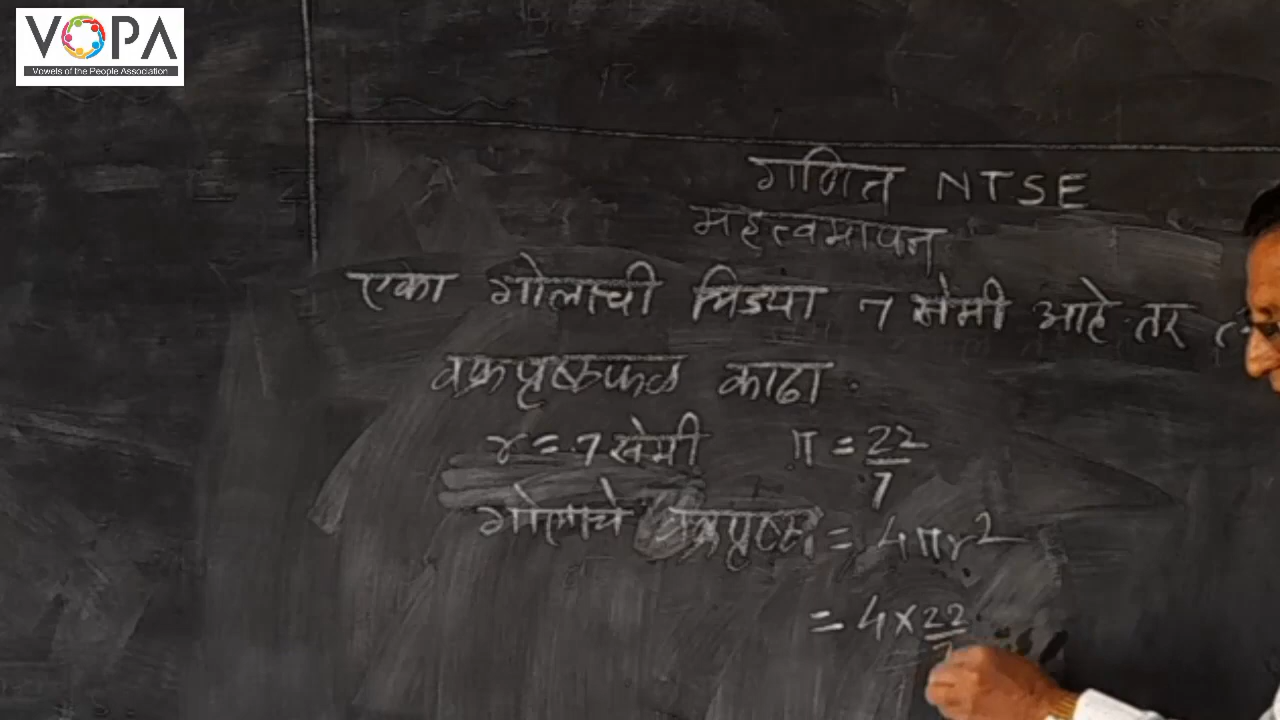 VOPA
Vowels of the People Association
गणित NTSE
महत्वमापन
एका गोलाची त्रिज्या 7 सेमी आहे तर
वक्रपृष्ठफळ काढा.
r = 7 सेमी π = 22/7
गोलाचे वक्रपृष्ठ = 4πr²
= 4 × 22/7